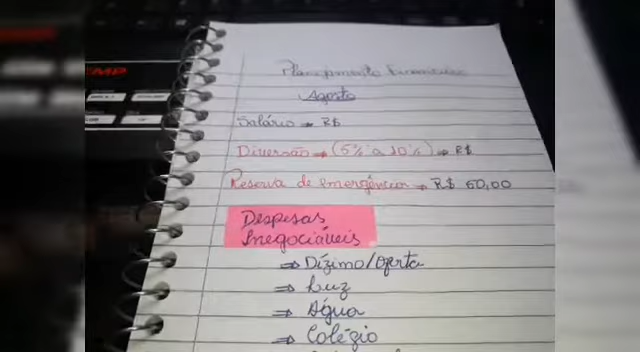 Planejamento Financeiro
Agosto
Salário → R$
Diversão → (5% a 10%) → R$
Reserva de emergência → R$ 50,00
Despesas
Inegociáveis
⇒ Dízimo/Oferta
⇒ Luz
⇒ Água
⇒ Colégio